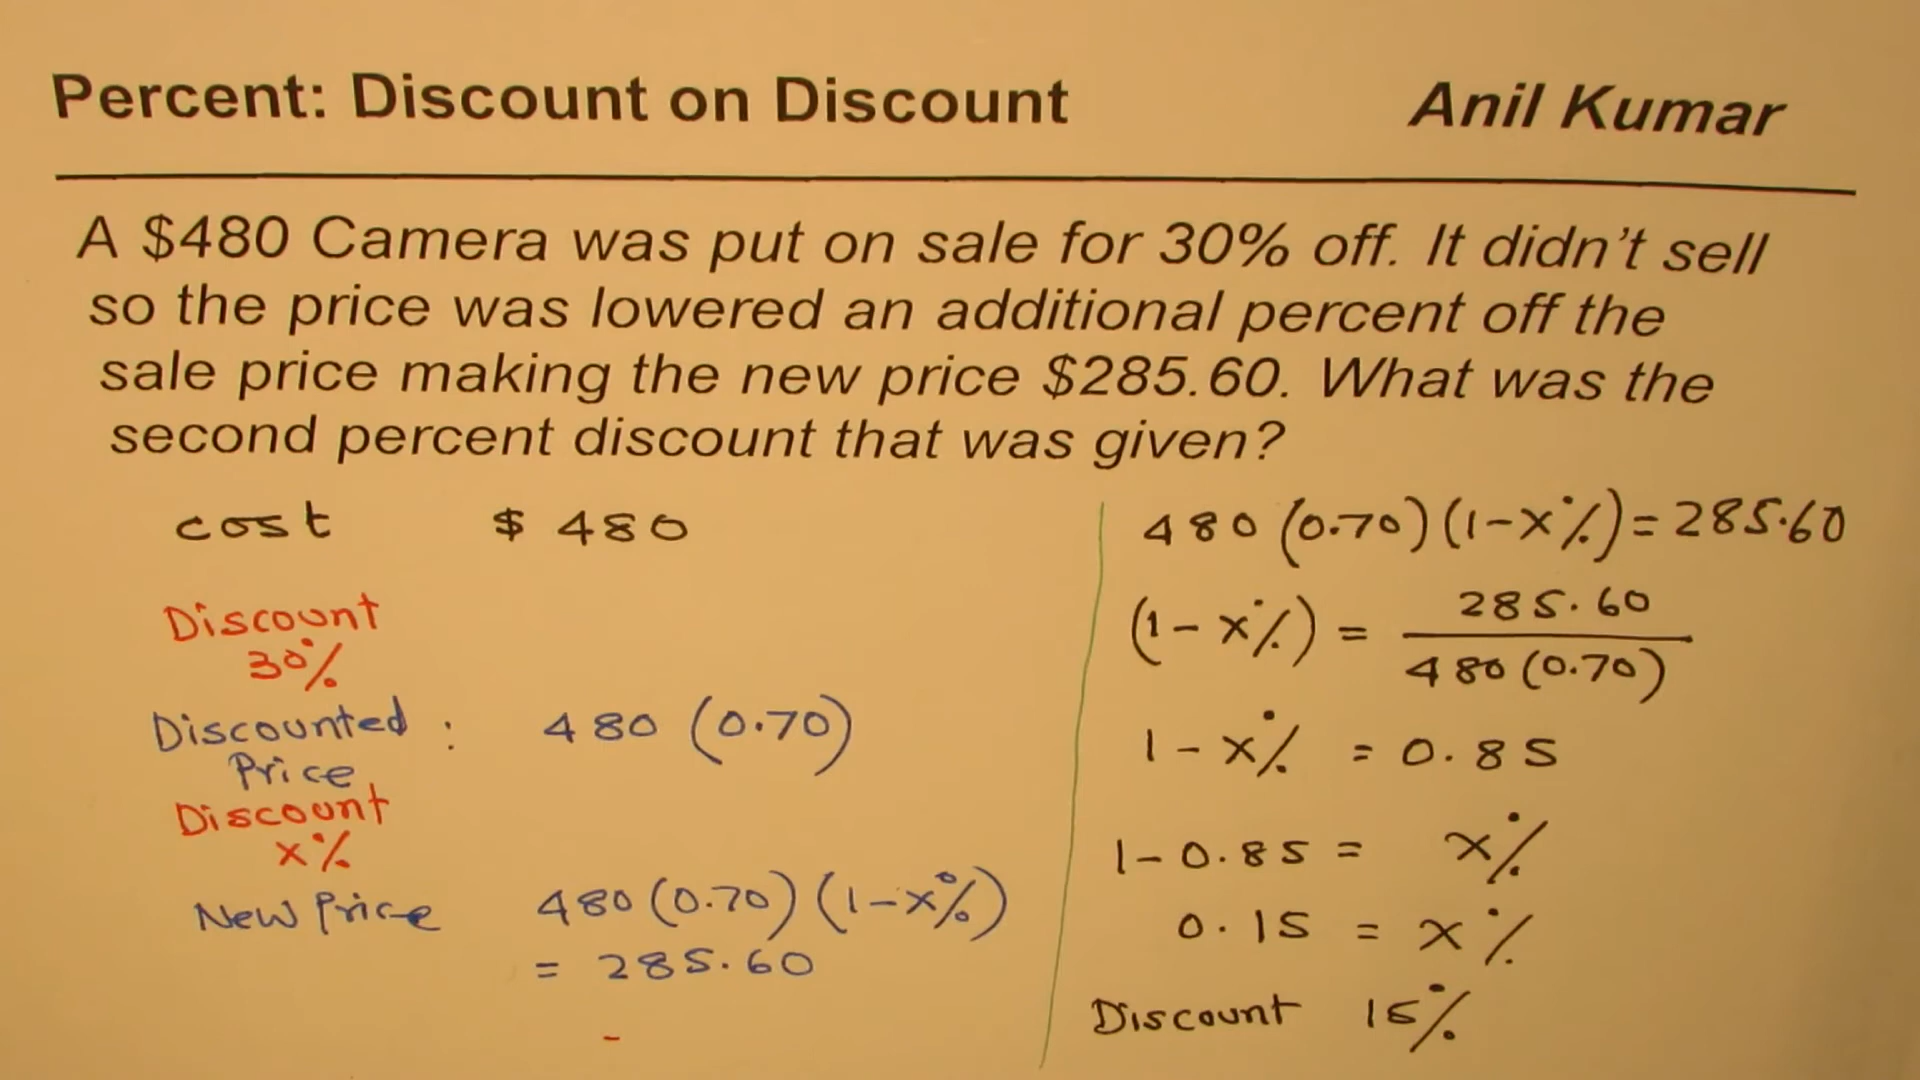 Percent: Discount on Discount
Anil Kumar
A $480 Camera was put on sale for 30% off. It didn't sell
so the price was lowered an additional percent off the
sale price making the new price $285.60. What was the
second percent discount that was given?
cost $ 480
Discount
30%
Discounted : 480 (0.70)
Price
Discount
x%
New Price 480 (0.70) (1-x%)
= 285.60
-
480 (0.70) (1-x%) = 285.60
(1 - x%) = 285.60
480 (0.70)
1 - x% = 0.85
1 - 0.85 = x%
0.15 = x%
Discount 15%